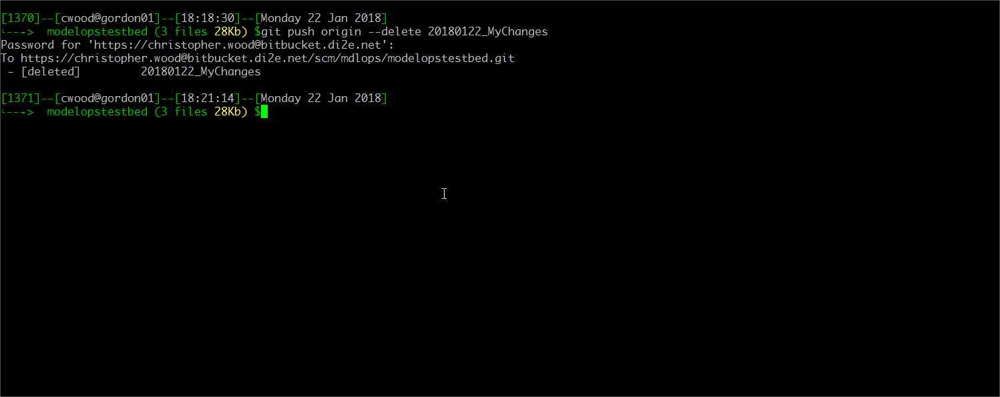 [1370]--[cwood@gordon01]--[18:18:30]--[Monday 22 Jan 2018]
'---> modelopstestbed (3 files 28Kb) $git push origin --delete 20180122_MyChanges
Password for 'https://christopher.wood@bitbucket.di2e.net':
To https://christopher.wood@bitbucket.di2e.net/scm/mdlops/modelopstestbed.git
 - [deleted]         20180122_MyChanges
[1371]--[cwood@gordon01]--[18:21:14]--[Monday 22 Jan 2018]
'---> modelopstestbed (3 files 28Kb) $